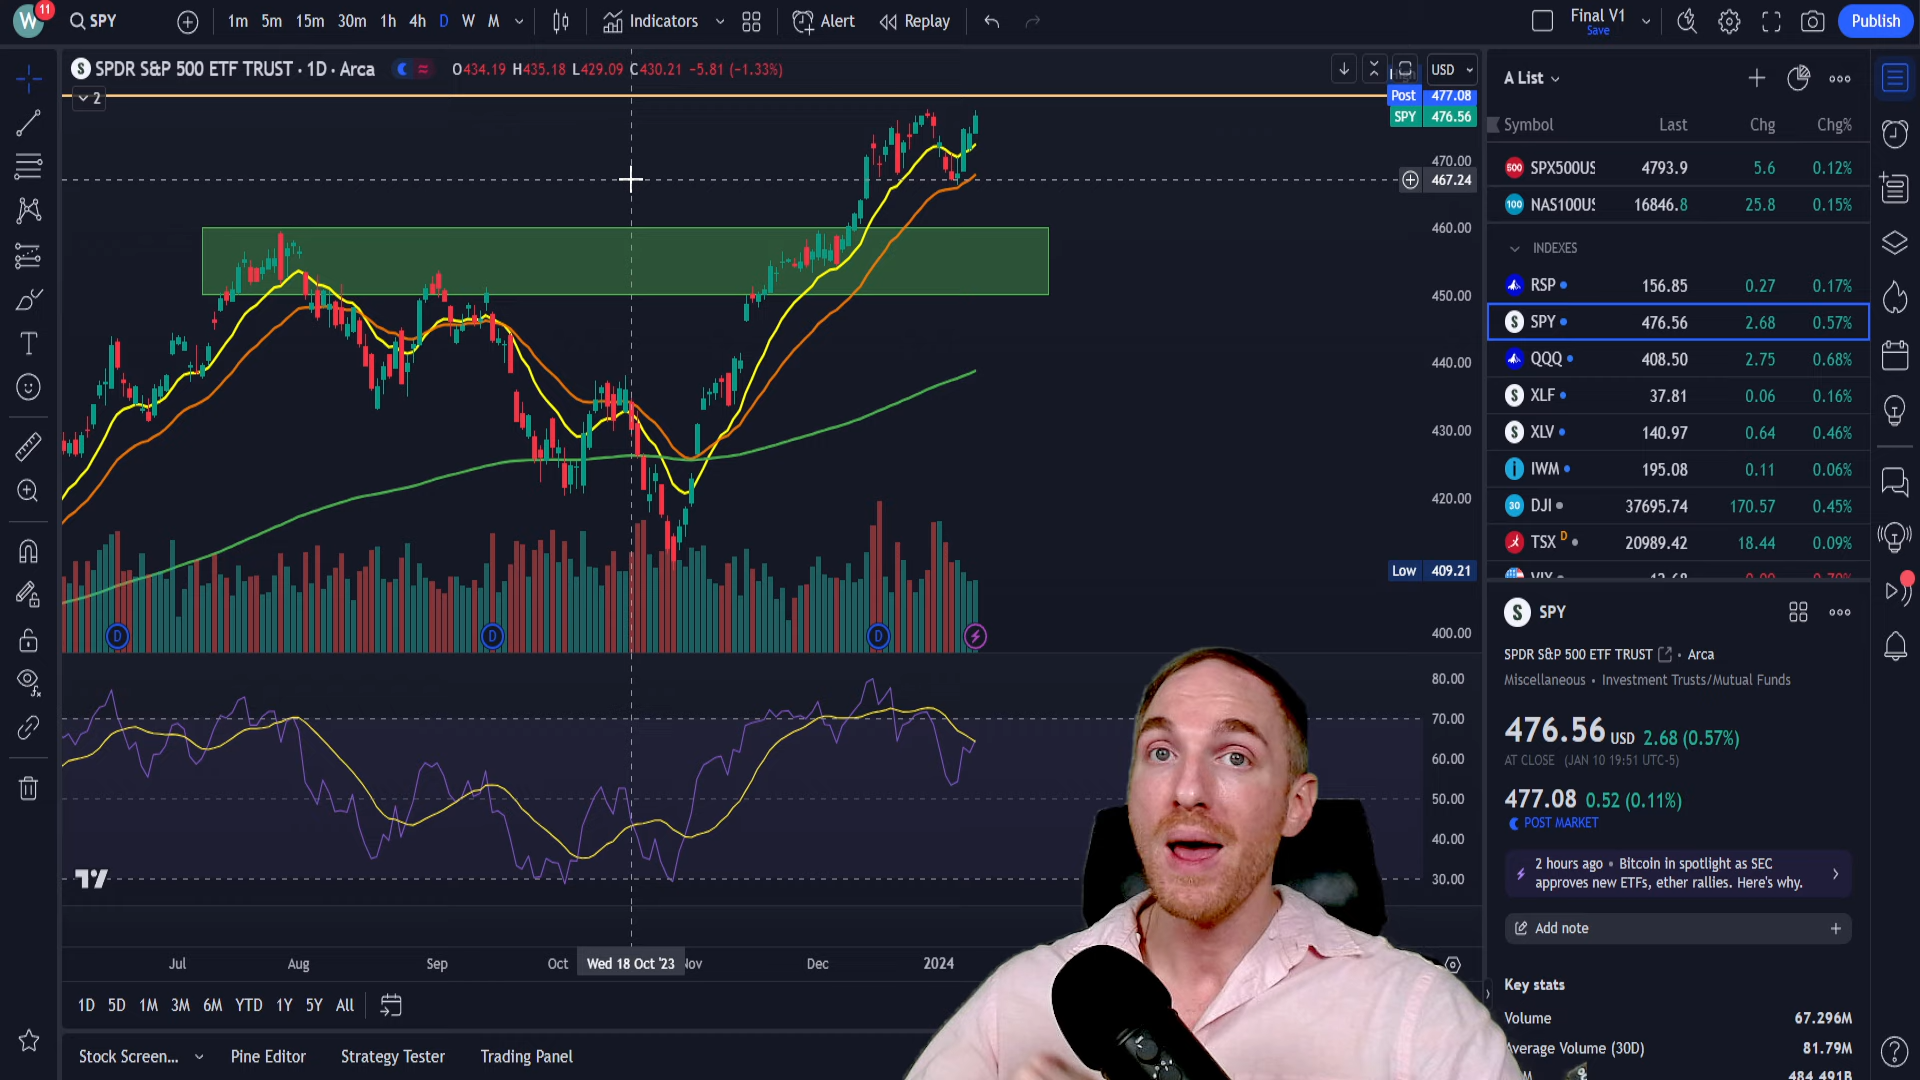 W 11 SPY 1m 5m 15m 30m 1h 4h D W M Indicators Alert Replay Final V1 Save Publish
S SPDR S&P 500 ETF TRUST · 1D · Arca O434.19 H435.18 L429.09 C430.21 -5.81 (-1.33%) USD
2
Post 477.08
SPY 476.56
470.00
467.24
460.00
450.00
440.00
430.00
420.00
Low 409.21
400.00
D D D
80.00
70.00
60.00
50.00
40.00
30.00
Jul Aug Sep Oct Wed 18 Oct '23 Nov Dec 2024
1D 5D 1M 3M 6M YTD 1Y 5Y All
Stock Screen... Pine Editor Strategy Tester Trading Panel
A List
Symbol Last Chg Chg%
500 SPX500US 4793.9 5.6 0.12%
100 NAS100US 16846.8 25.8 0.15%
INDEXES
RSP 156.85 0.27 0.17%
S SPY 476.56 2.68 0.57%
QQQ 408.50 2.75 0.68%
S XLF 37.81 0.06 0.16%
S XLV 140.97 0.64 0.46%
i IWM 195.08 0.11 0.06%
30 DJI 37695.74 170.57 0.45%
TSX D 20989.42 18.44 0.09%
S SPY
SPDR S&P 500 ETF TRUST · Arca
Miscellaneous · Investment Trusts/Mutual Funds
476.56 USD 2.68 (0.57%)
AT CLOSE (JAN 10 19:51 UTC-5)
477.08 0.52 (0.11%)
POST MARKET
2 hours ago · Bitcoin in spotlight as SEC
approves new ETFs, ether rallies. Here's why.
Add note
Key stats
Volume 67.296M
Average Volume (30D) 81.79M
484.491B